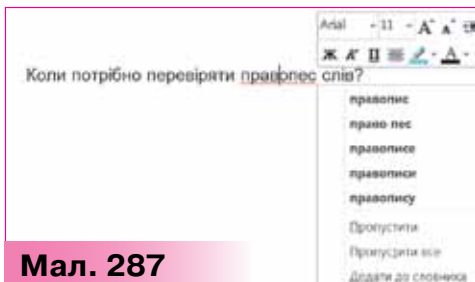 Arial 11 A A
Ж К П A
Коли потрібно перевіряти правопес слів?
правопис
право пес
правописе
правописи
правопису
Пропустити
Пропустити все
Додати до словника
Мал. 287